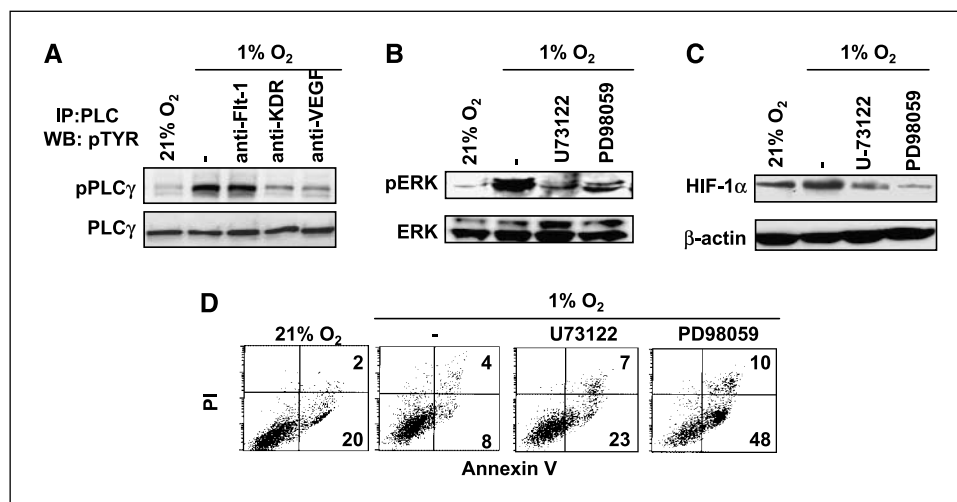 A
1% O2
IP:PLC
WB: pTYR
21% O2
-
anti-Flt-1
anti-KDR
anti-VEGF
pPLCγ
PLCγ
B
1% O2
21% O2
-
U73122
PD98059
pERK
ERK
C
1% O2
21% O2
-
U-73122
PD98059
HIF-1α
β-actin
D
1% O2
21% O2
-
U73122
PD98059
2
4
7
10
PI
20
8
23
48
Annexin V